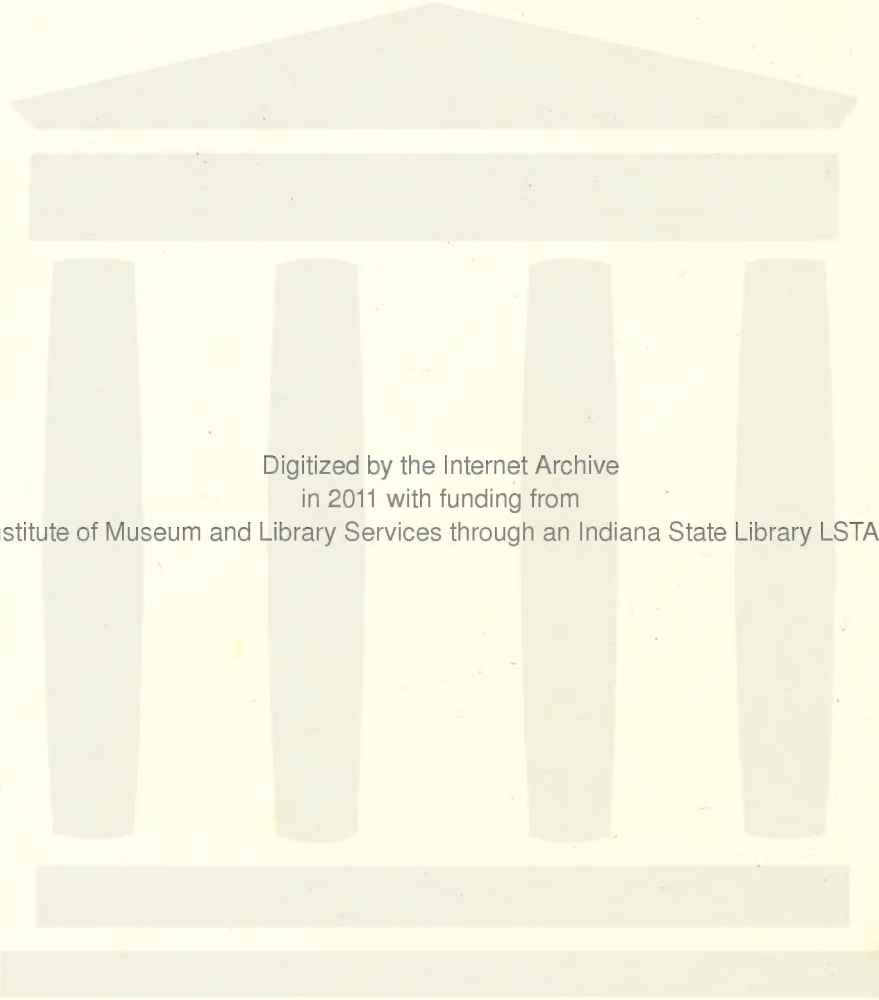 Digitized by the Internet Archive
in 2011 with funding from
stitute of Museum and Library Services through an Indiana State Library LSTA